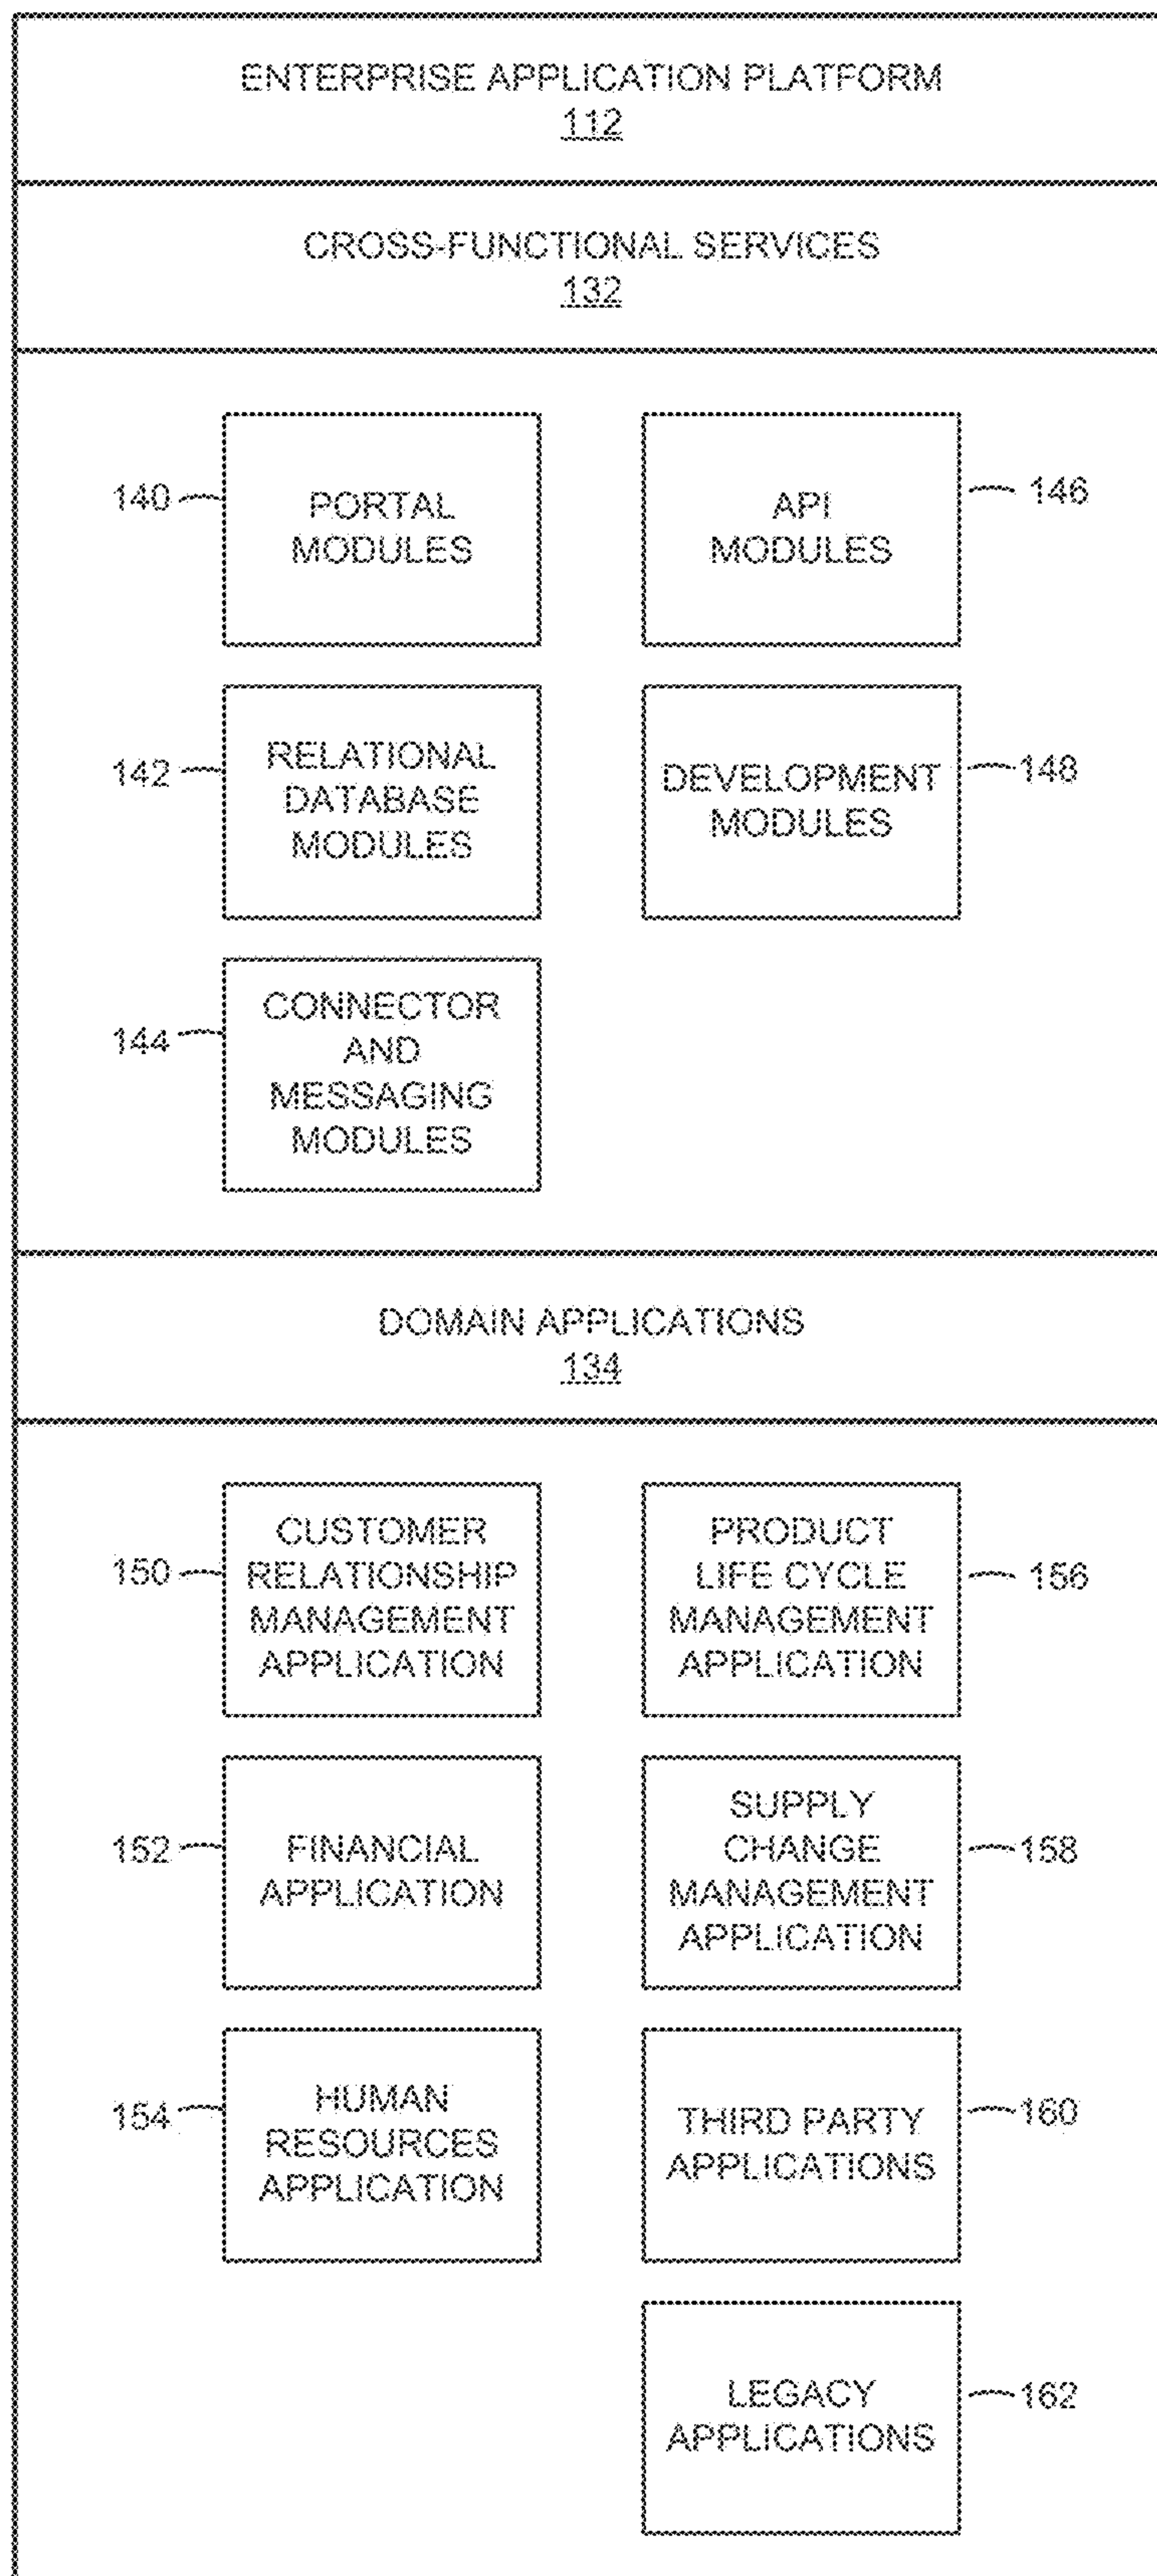 ENTERPRISE APPLICATION PLATFORM
112
CROSS-FUNCTIONAL SERVICES
132
140
PORTAL
MODULES
API
MODULES
146
142
RELATIONAL
DATABASE
MODULES
DEVELOPMENT
MODULES
148
144
CONNECTOR
AND
MESSAGING
MODULES
DOMAIN APPLICATIONS
134
150
CUSTOMER
RELATIONSHIP
MANAGEMENT
APPLICATION
PRODUCT
LIFE CYCLE
MANAGEMENT
APPLICATION
156
152
FINANCIAL
APPLICATION
SUPPLY
CHANGE
MANAGEMENT
APPLICATION
158
154
HUMAN
RESOURCES
APPLICATION
THIRD PARTY
APPLICATIONS
160
LEGACY
APPLICATIONS
162